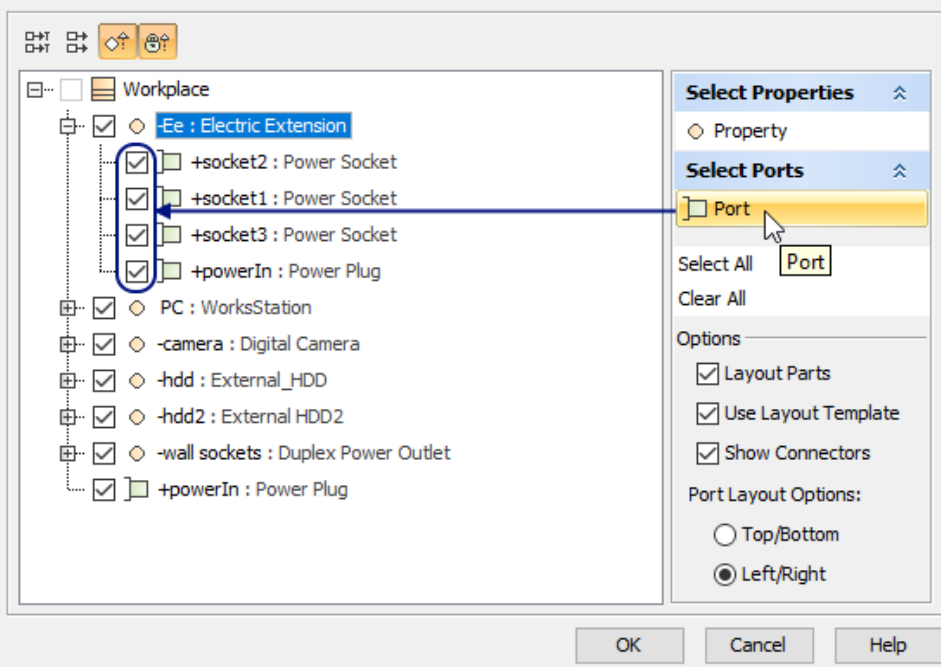 Workplace
-Ee : Electric Extension
+socket2 : Power Socket
+socket1 : Power Socket
+socket3 : Power Socket
+powerIn : Power Plug
PC : WorksStation
-camera : Digital Camera
-hdd : External_HDD
-hdd2 : External HDD2
-wall sockets : Duplex Power Outlet
+powerIn : Power Plug
Select Properties
Property
Select Ports
Port
Port
Select All
Clear All
Options
Layout Parts
Use Layout Template
Show Connectors
Port Layout Options:
Top/Bottom
Left/Right
OK Cancel Help